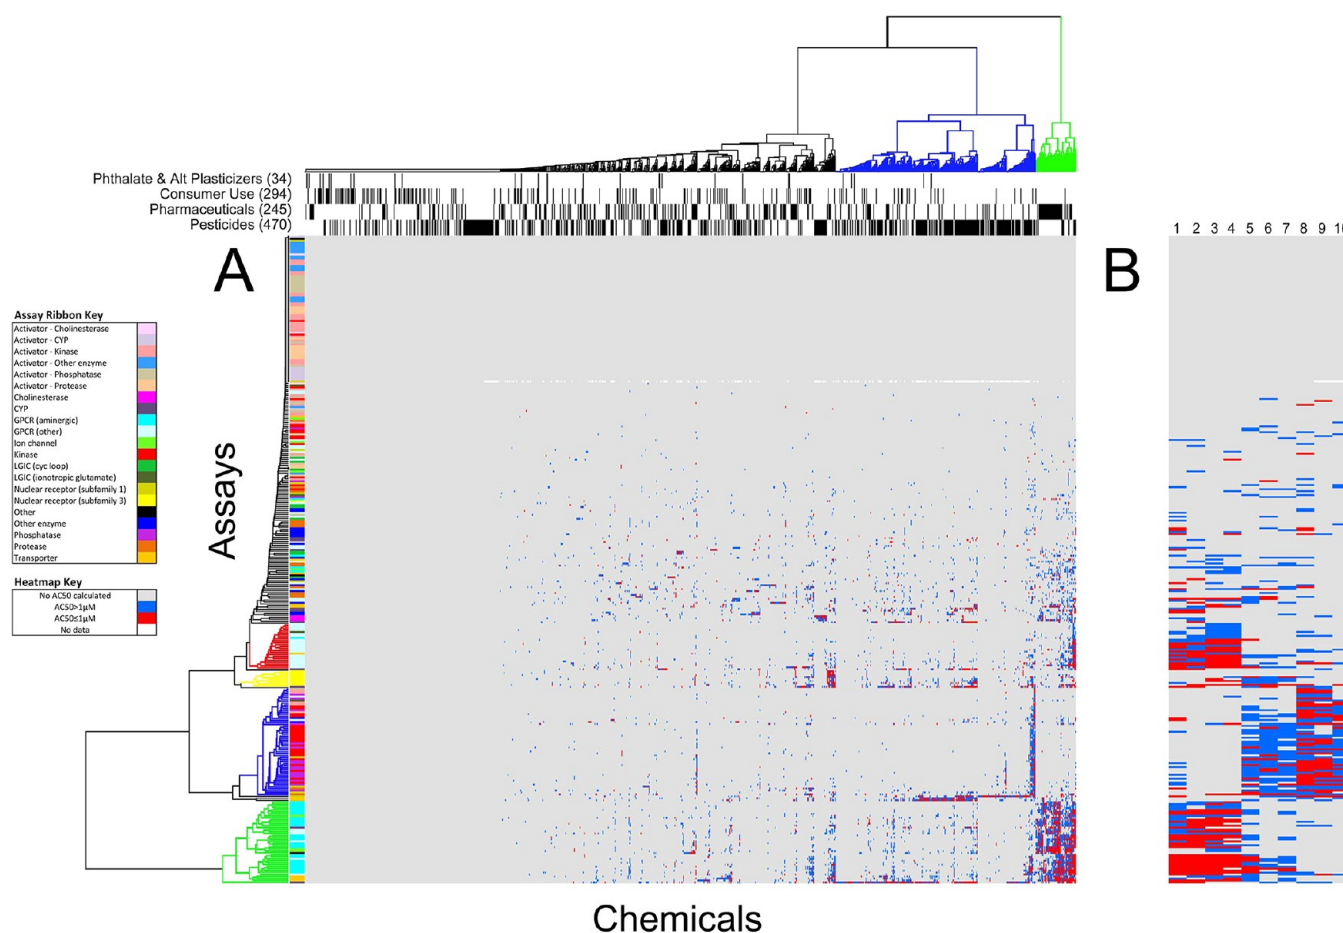 Phthalate & Alt Plasticizers (34)
Consumer Use (294)
Pharmaceuticals (245)
Pesticides (470)
A
B
1 2 3 4 5 6 7 8 9 10
Assay Ribbon Key
Activator - Cholinesterase
Activator - CYP
Activator - Kinase
Activator - Other enzyme
Activator - Phosphatase
Activator - Protease
Cholinesterase
CYP
GPCR (aminergic)
GPCR (other)
Ion channel
Kinase
LGIC (cyc loop)
LGIC (ionotropic glutamate)
Nuclear receptor (subfamily 1)
Nuclear receptor (subfamily 3)
Other
Other enzyme
Phosphatase
Protease
Transporter
Heatmap Key
No AC50 calculated
AC50>1µM
AC50≤1µM
No data
Assays
Chemicals